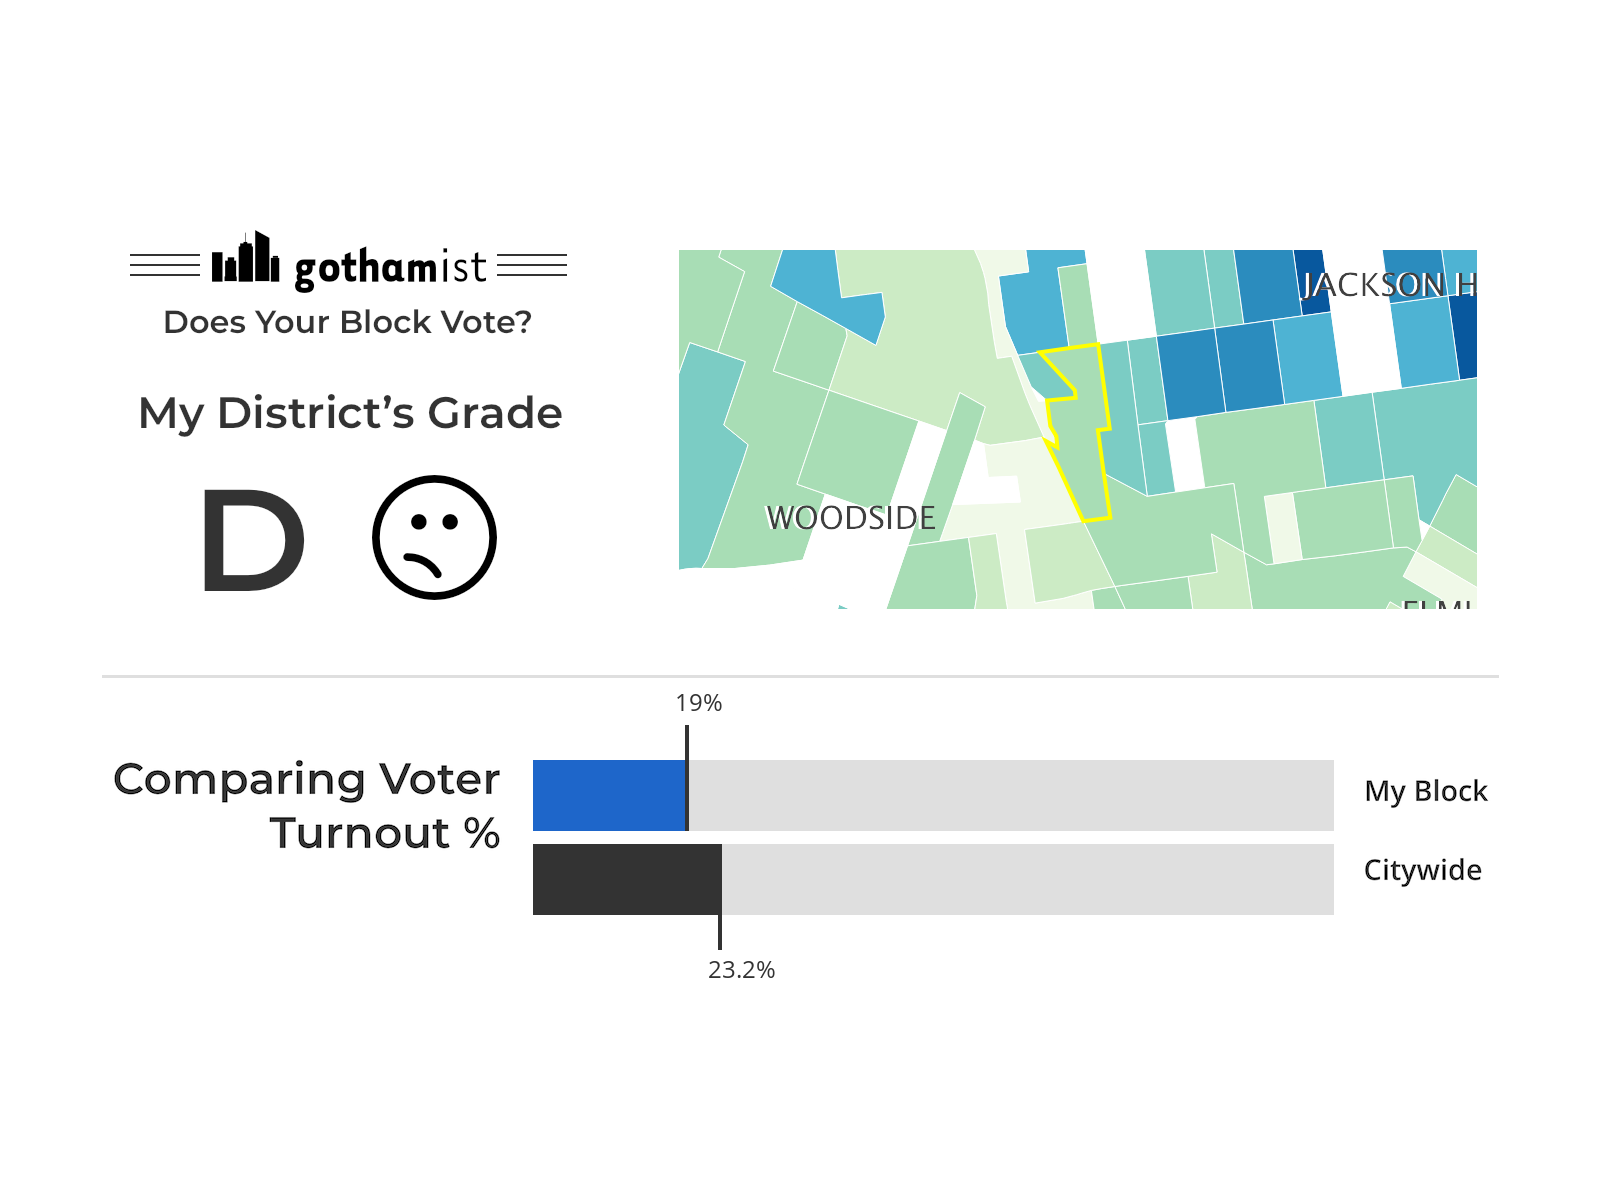 gothamist
Does Your Block Vote?
My District’s Grade
D
JACKSON H
WOODSIDE
19%
Comparing Voter
Turnout %
My Block
Citywide
23.2%